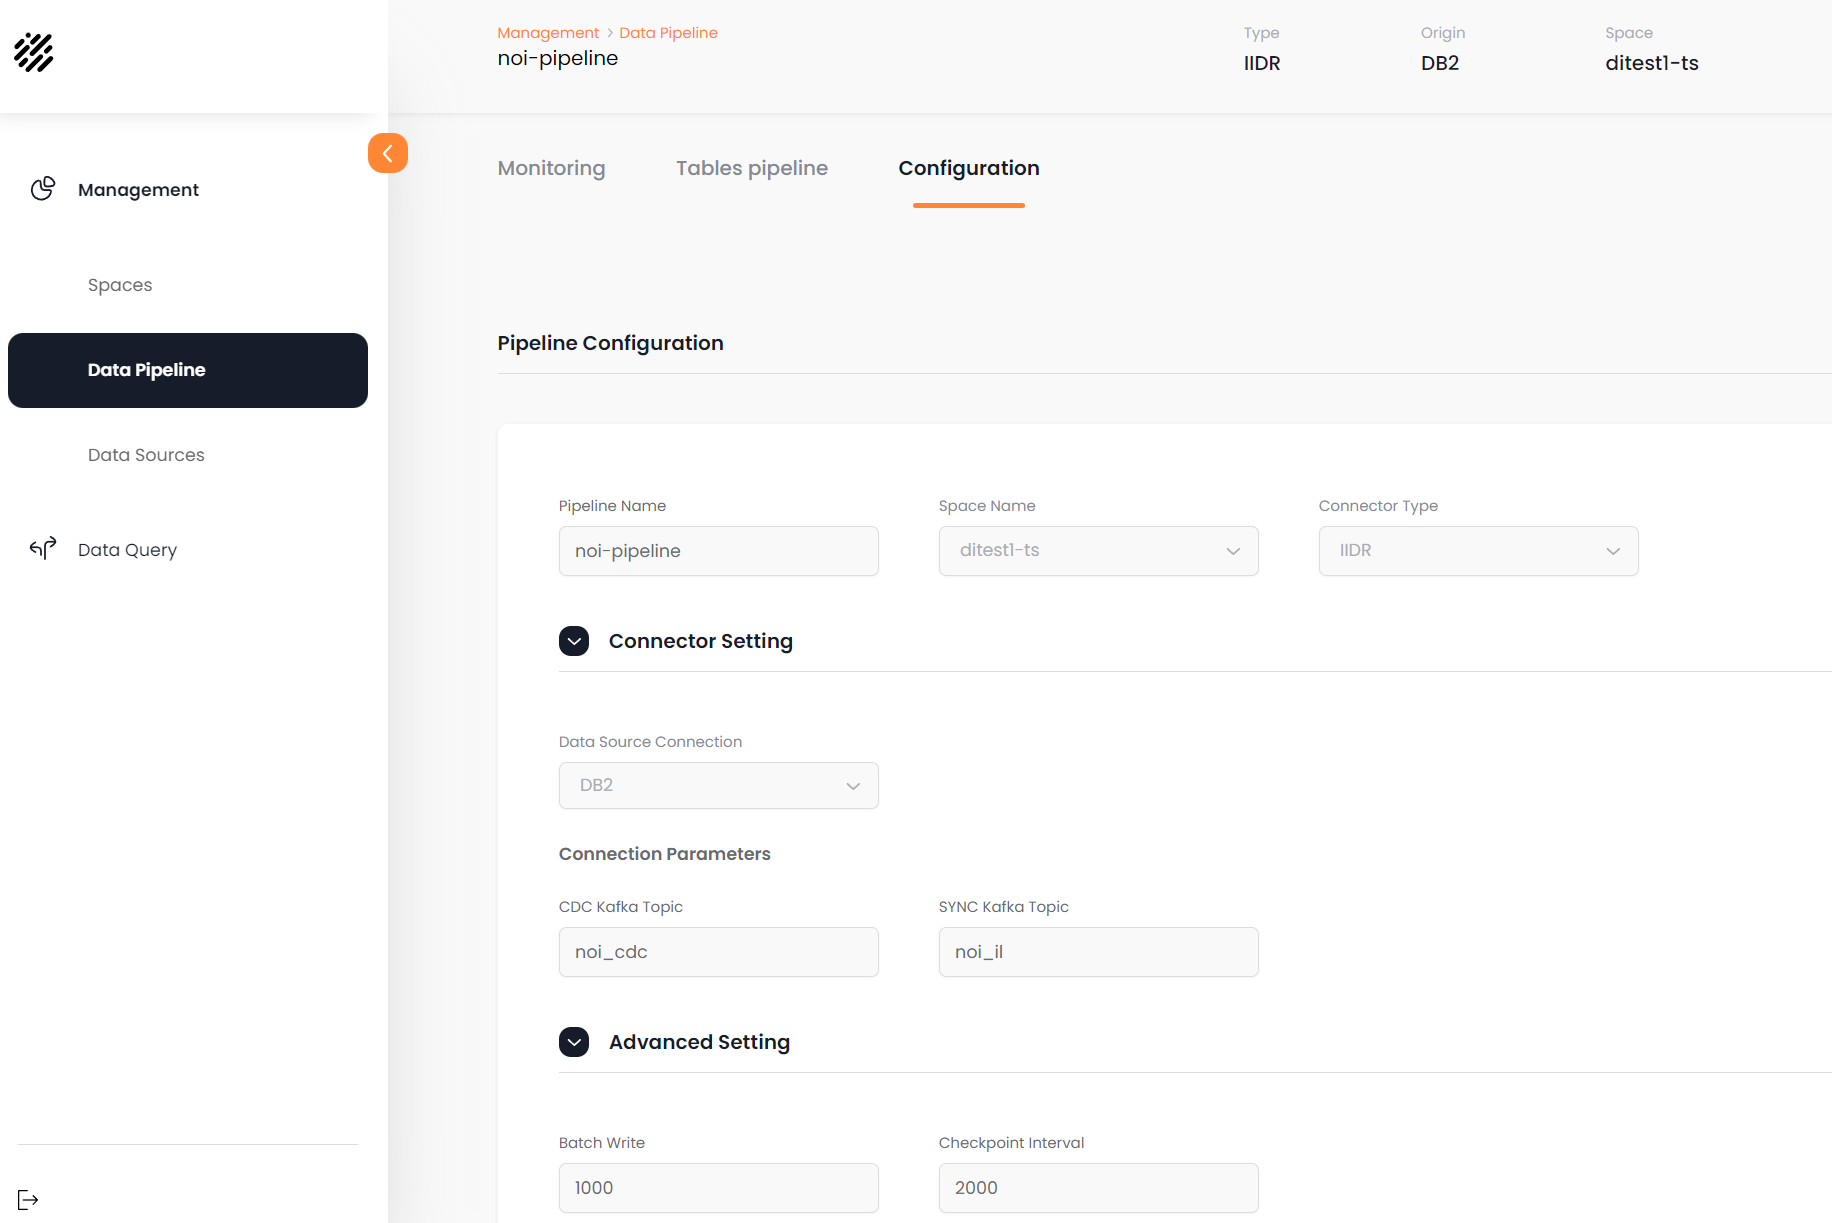 Management > Data Pipeline
noi-pipeline
Type
IIDR
Origin
DB2
Space
ditest1-ts
Management
Spaces
Data Pipeline
Data Sources
Data Query
Monitoring
Tables pipeline
Configuration
Pipeline Configuration
Pipeline Name
noi-pipeline
Space Name
ditest1-ts
Connector Type
IIDR
Connector Setting
Data Source Connection
DB2
Connection Parameters
CDC Kafka Topic
noi_cdc
SYNC Kafka Topic
noi_il
Advanced Setting
Batch Write
1000
Checkpoint Interval
2000